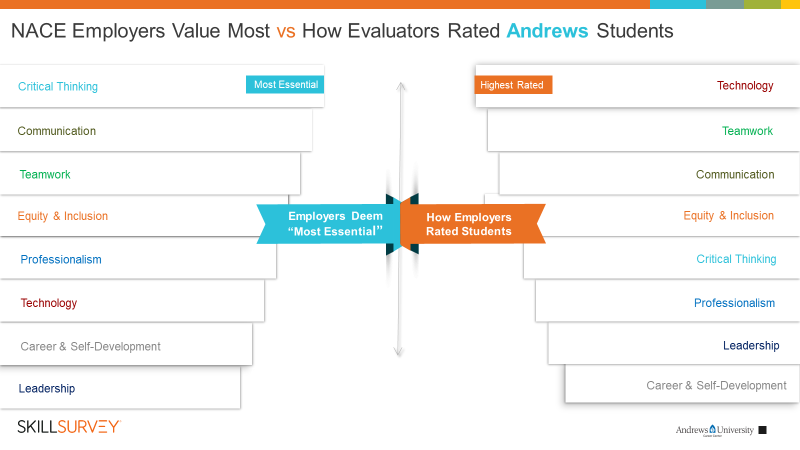 NACE Employers Value Most vs How Evaluators Rated Andrews Students
Critical Thinking
Most Essential
Communication
Teamwork
Equity & Inclusion
Professionalism
Technology
Career & Self-Development
Leadership
Employers Deem
“Most Essential”
How Employers
Rated Students
Highest Rated
Technology
Teamwork
Communication
Equity & Inclusion
Critical Thinking
Professionalism
Leadership
Career & Self-Development
SKILLSURVEY
Andrews University
Career Center